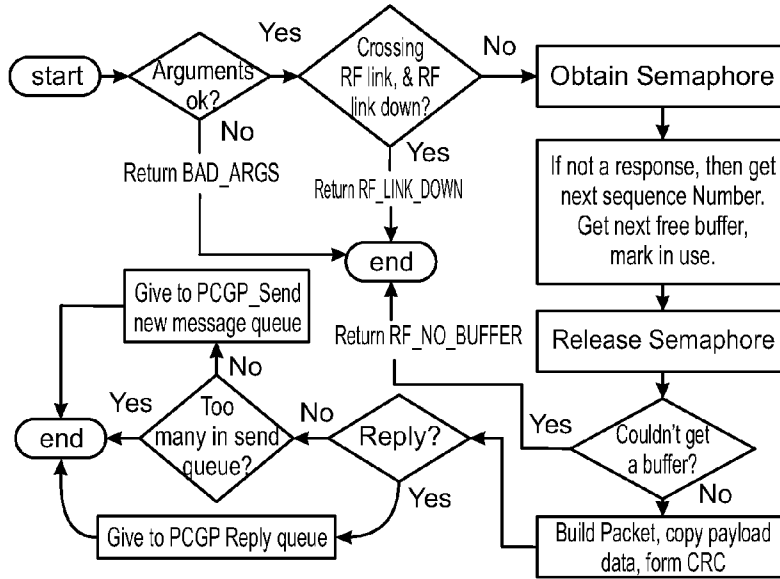 start
Arguments
ok?
Yes
No
Return BAD_ARGS
Crossing
RF link, & RF
link down?
No
Yes
Return RF_LINK_DOWN
end
Obtain Semaphore
If not a response, then get
next sequence Number.
Get next free buffer,
mark in use.
Release Semaphore
Couldn't get
a buffer?
Yes
Return RF_NO_BUFFER
No
Build Packet, copy payload
data, form CRC
Reply?
No
Yes
Too
many in send
queue?
No
Yes
Give to PCGP_Send
new message queue
Give to PCGP Reply queue
end